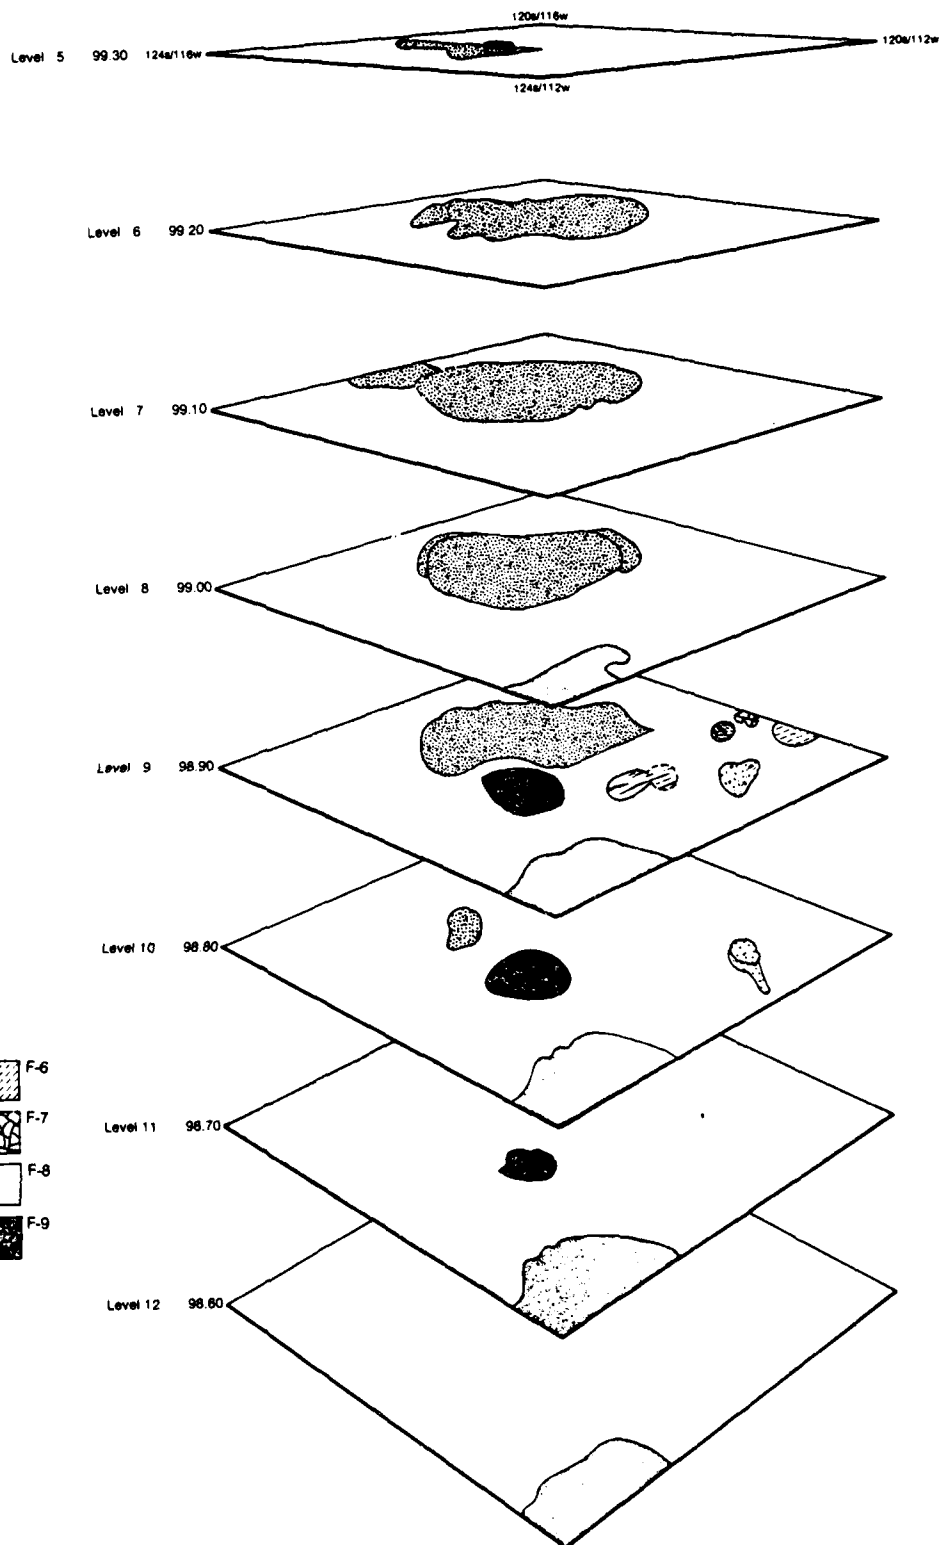 120s/116w
Level 5 99.30 124s/116w
120s/112w
124s/112w
Level 6 99.20
Level 7 99.10
Level 8 99.00
Level 9 98.90
Level 10 98.80
F-6
F-7
Level 11 98.70
F-8
F-9
Level 12 98.60